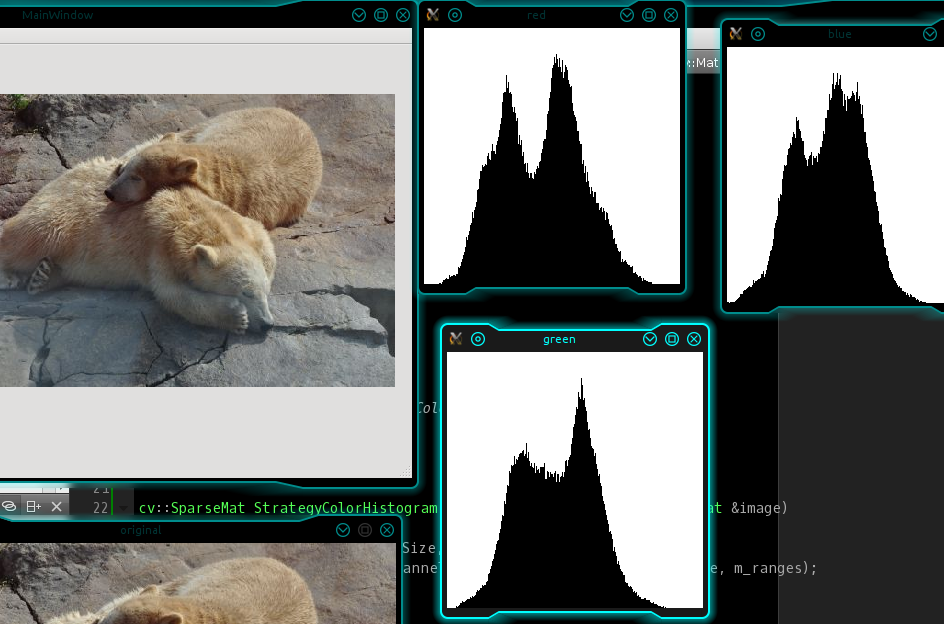 MainWindow
red
blue
::Mat
green
Col
21
22
cv::SparseMat StrategyColorHistogram
at &image)
original
Size,
anne
e, m_ranges);